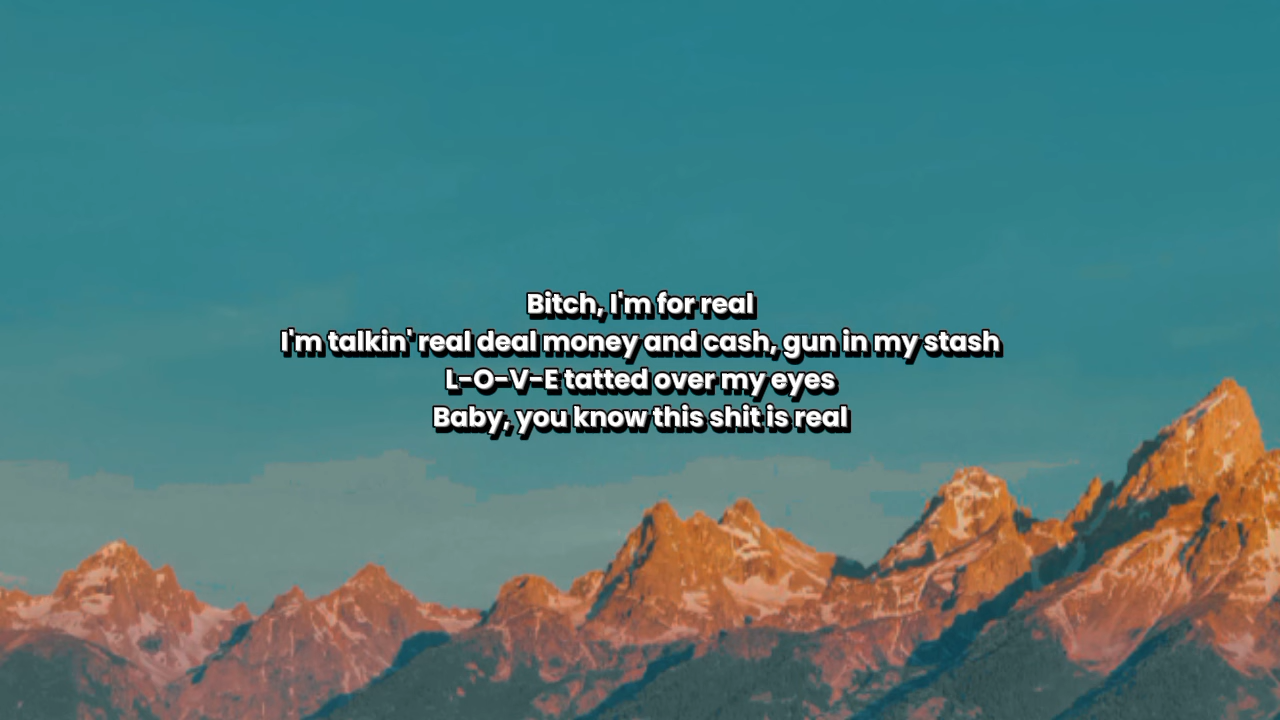 Bitch, I'm for real
I'm talkin' real deal money and cash, gun in my stash
L-O-V-E tatted over my eyes
Baby, you know this shit is real